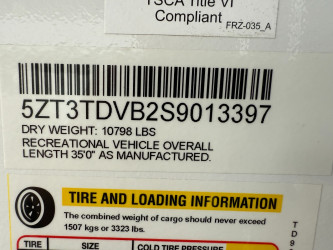 TSCA Title VI
Compliant
FRZ-035_A
5ZT3TDVB2S9013397
DRY WEIGHT: 10798 LBS
RECREATIONAL VEHICLE OVERALL
LENGTH 35'0" AS MANUFACTURED.
TIRE AND LOADING INFORMATION
The combined weight of cargo should never exceed
1507 kgs or 3323 lbs.
TIRE SIZE COLD TIRE PRESSURE